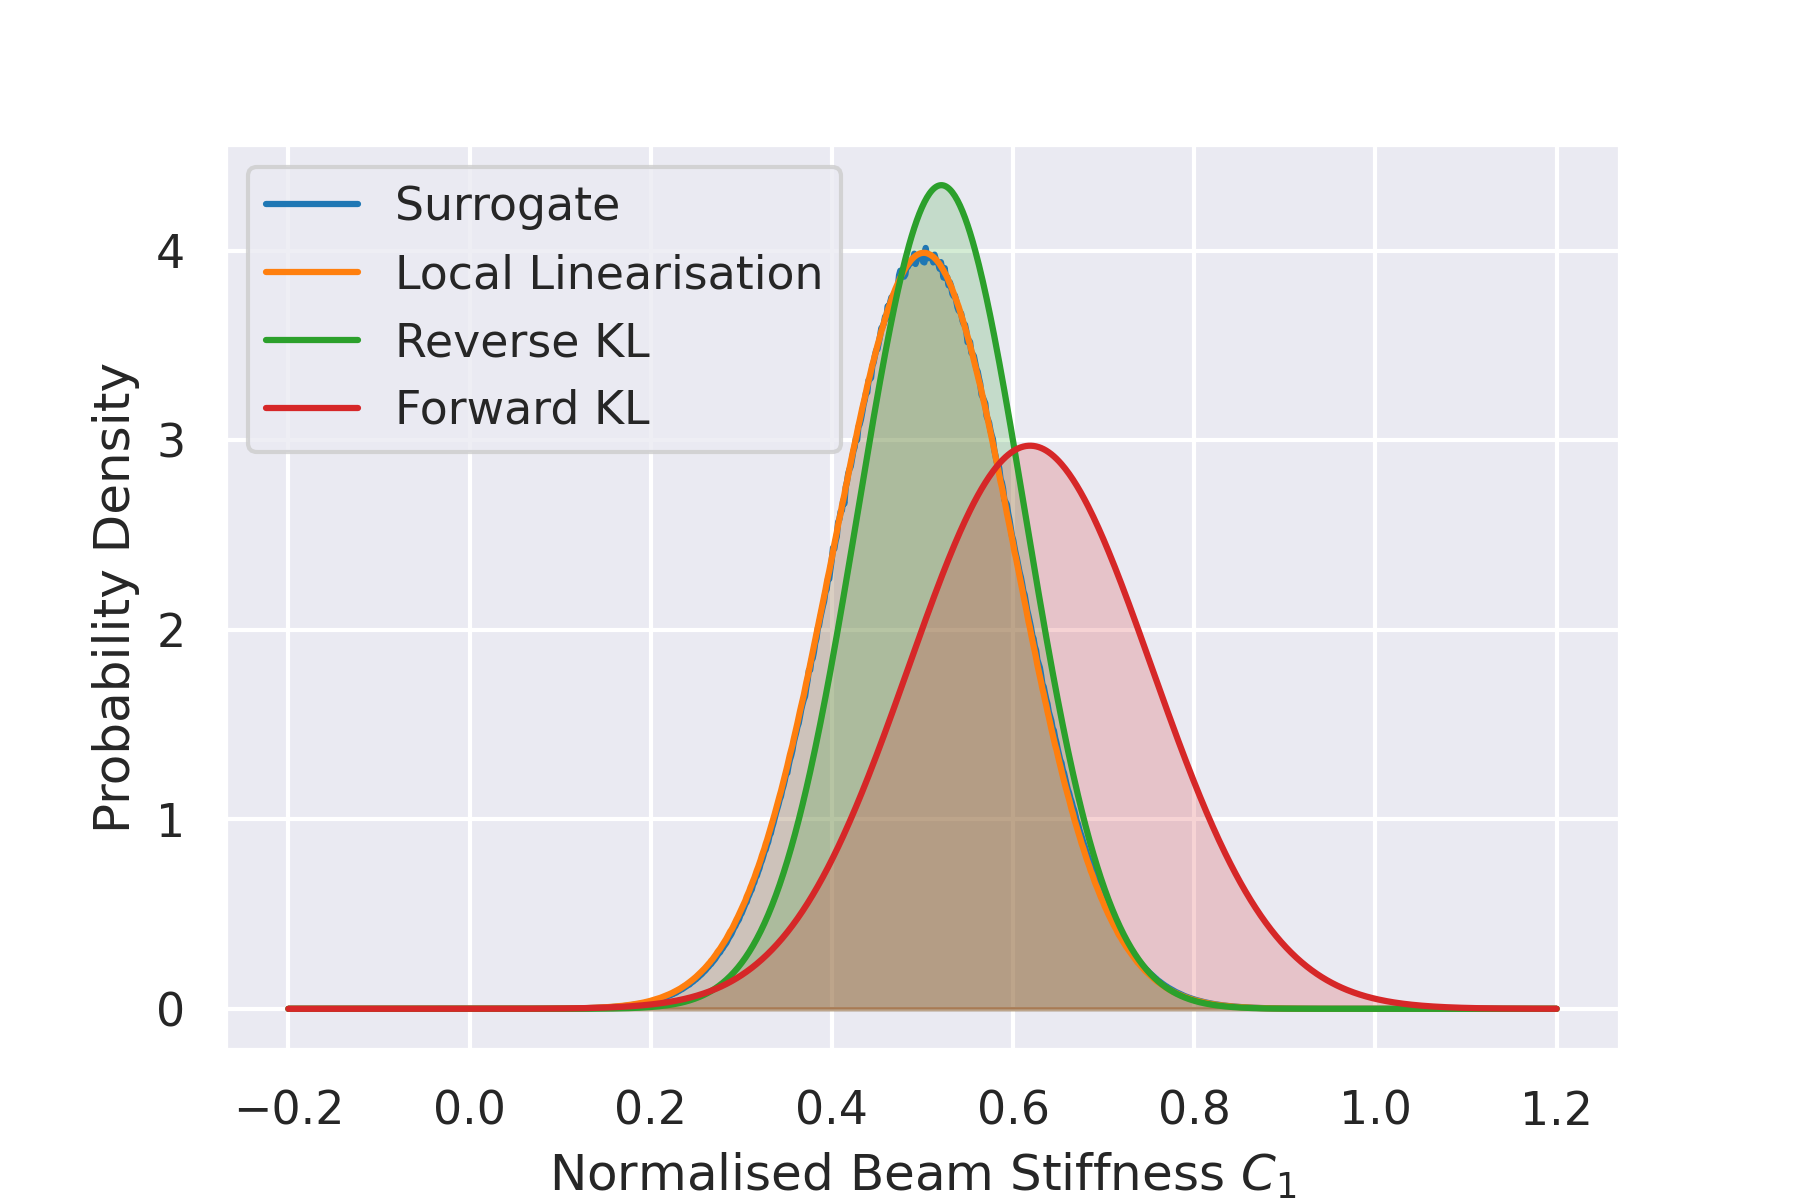 Surrogate
Local Linearisation
Reverse KL
Forward KL
Probability Density
4
3
2
1
0
−0.2 0.0 0.2 0.4 0.6 0.8 1.0 1.2
Normalised Beam Stiffness C₁